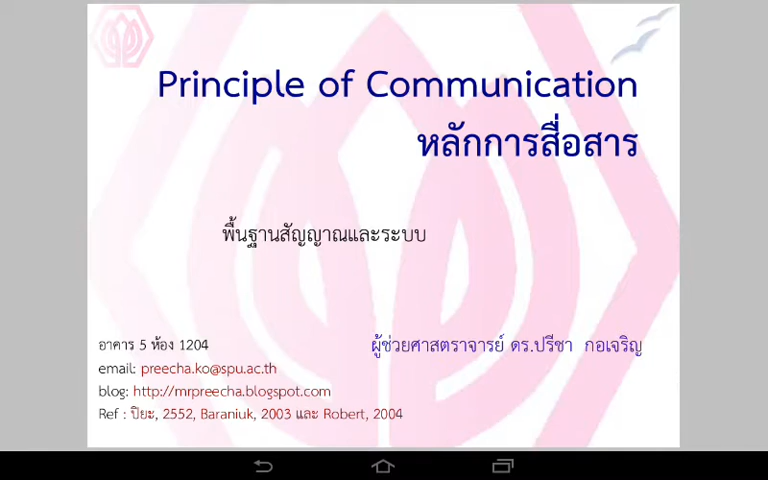 Principle of Communication
หลักการสื่อสาร
พื้นฐานสัญญาณและระบบ
อาคาร 5 ห้อง 1204
ผู้ช่วยศาสตราจารย์ ดร.ปรีชา กอเจริญ
email: preecha.ko@spu.ac.th
blog: http://mrpreecha.blogspot.com
Ref : ปิยะ, 2552, Baraniuk, 2003 และ Robert, 2004